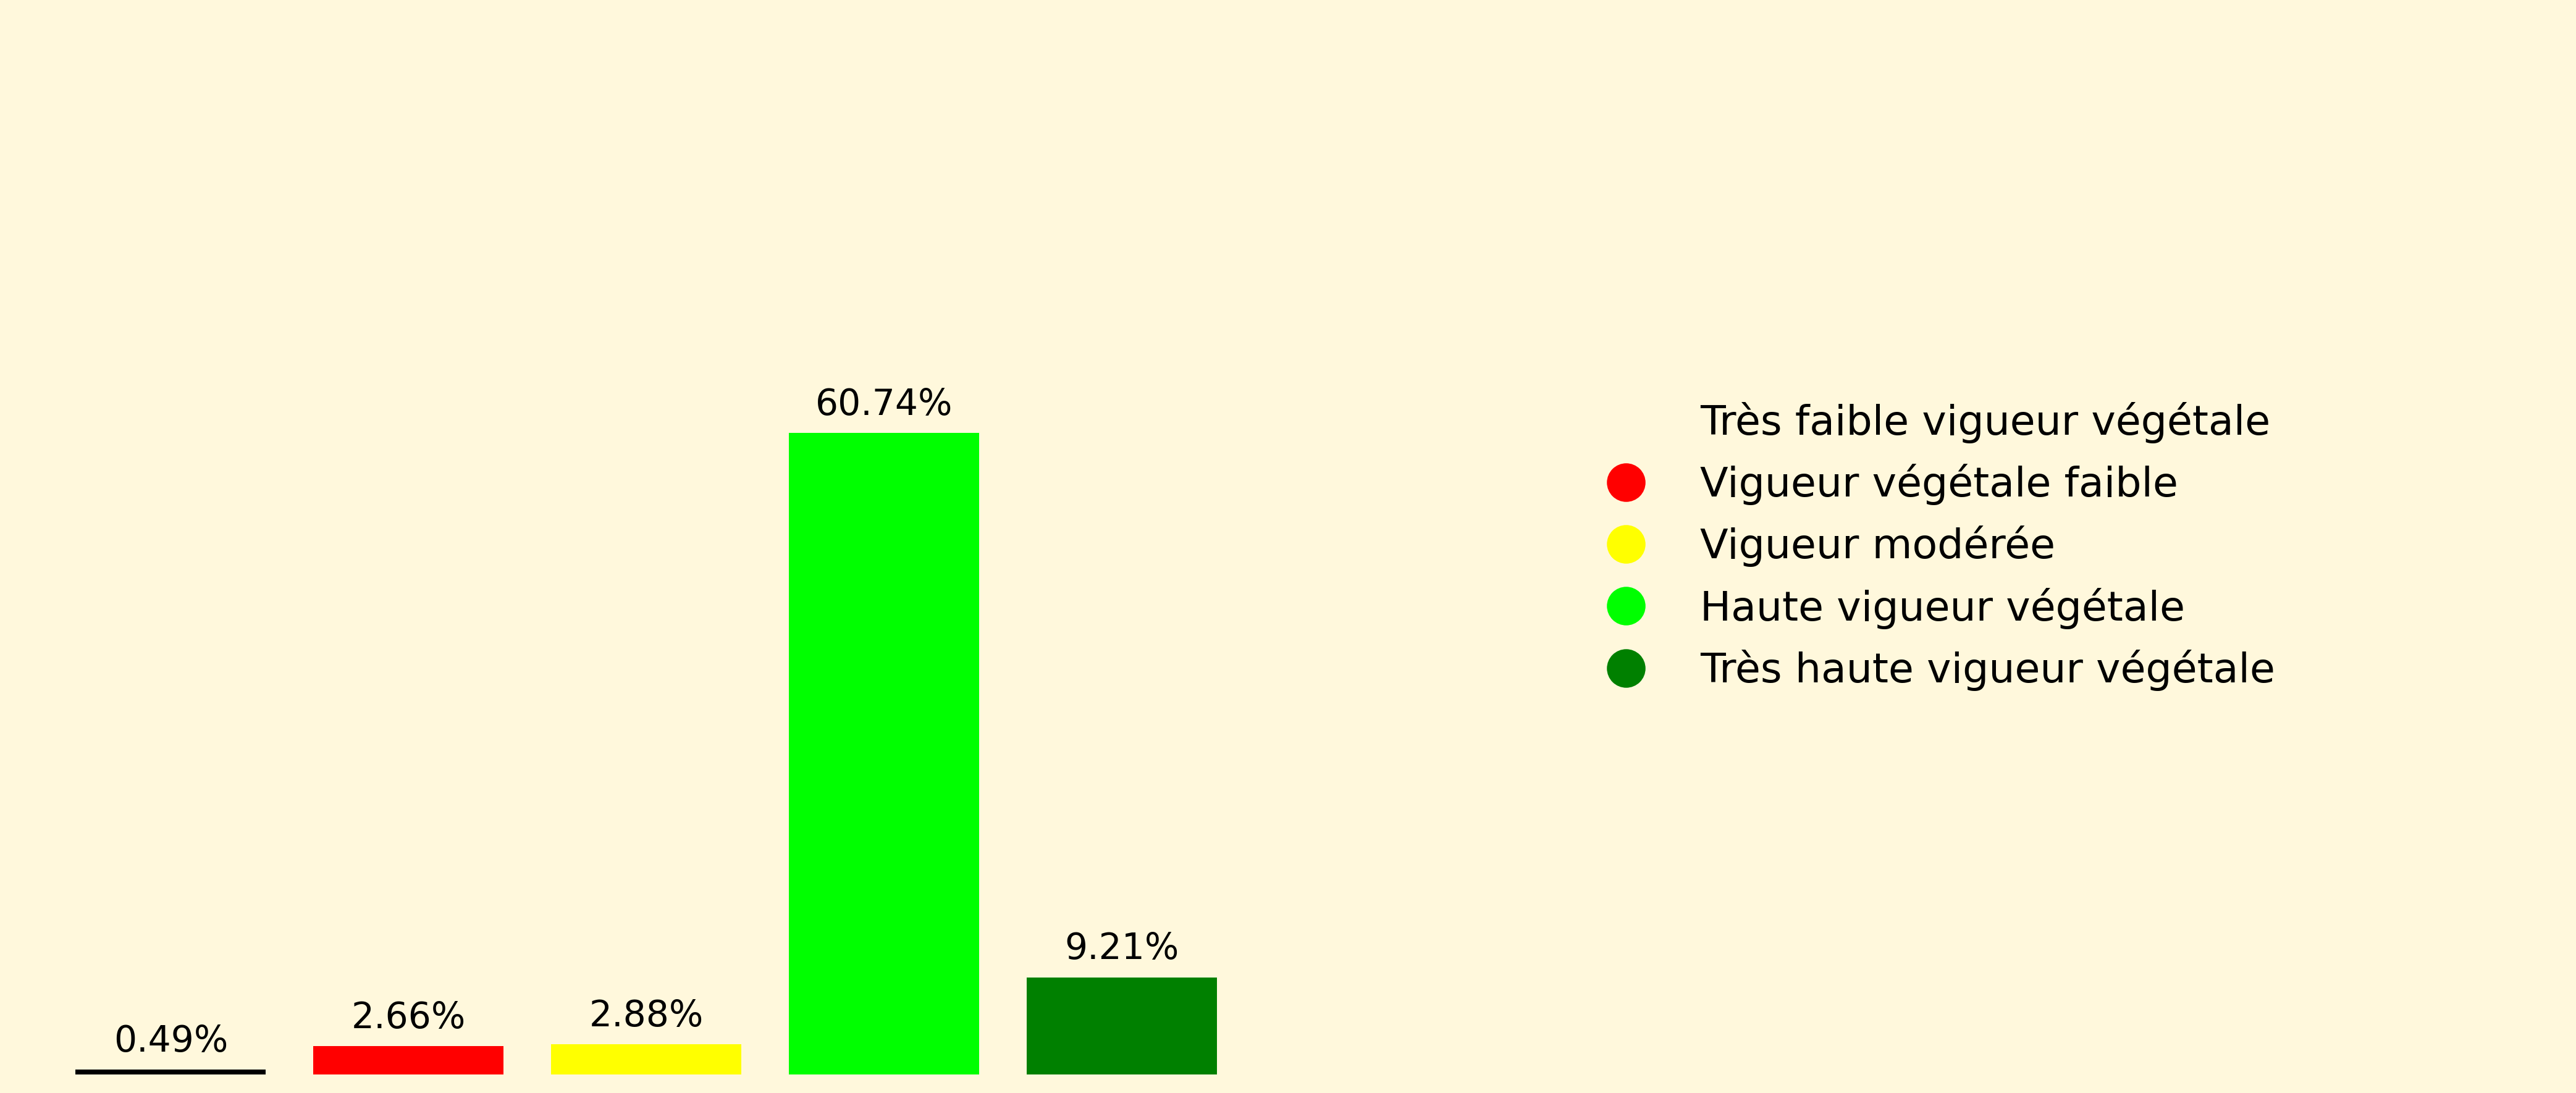 60.74%
9.21%
2.88%
2.66%
0.49%
Très faible vigueur végétale
Vigueur végétale faible
Vigueur modérée
Haute vigueur végétale
Très haute vigueur végétale